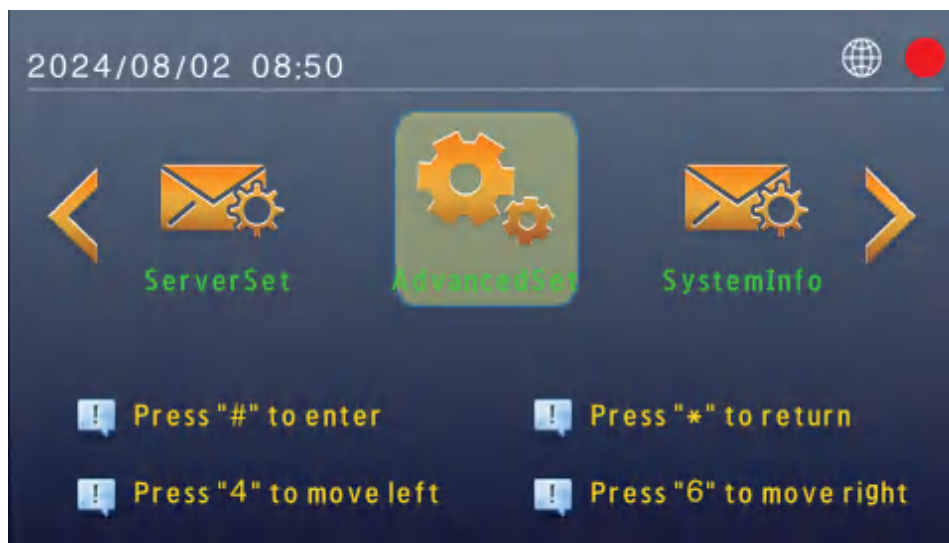 2024/08/02 08:50
ServerSet
AdvancedSet
SystemInfo
Press "#" to enter
Press "*" to return
Press "4" to move left
Press "6" to move right